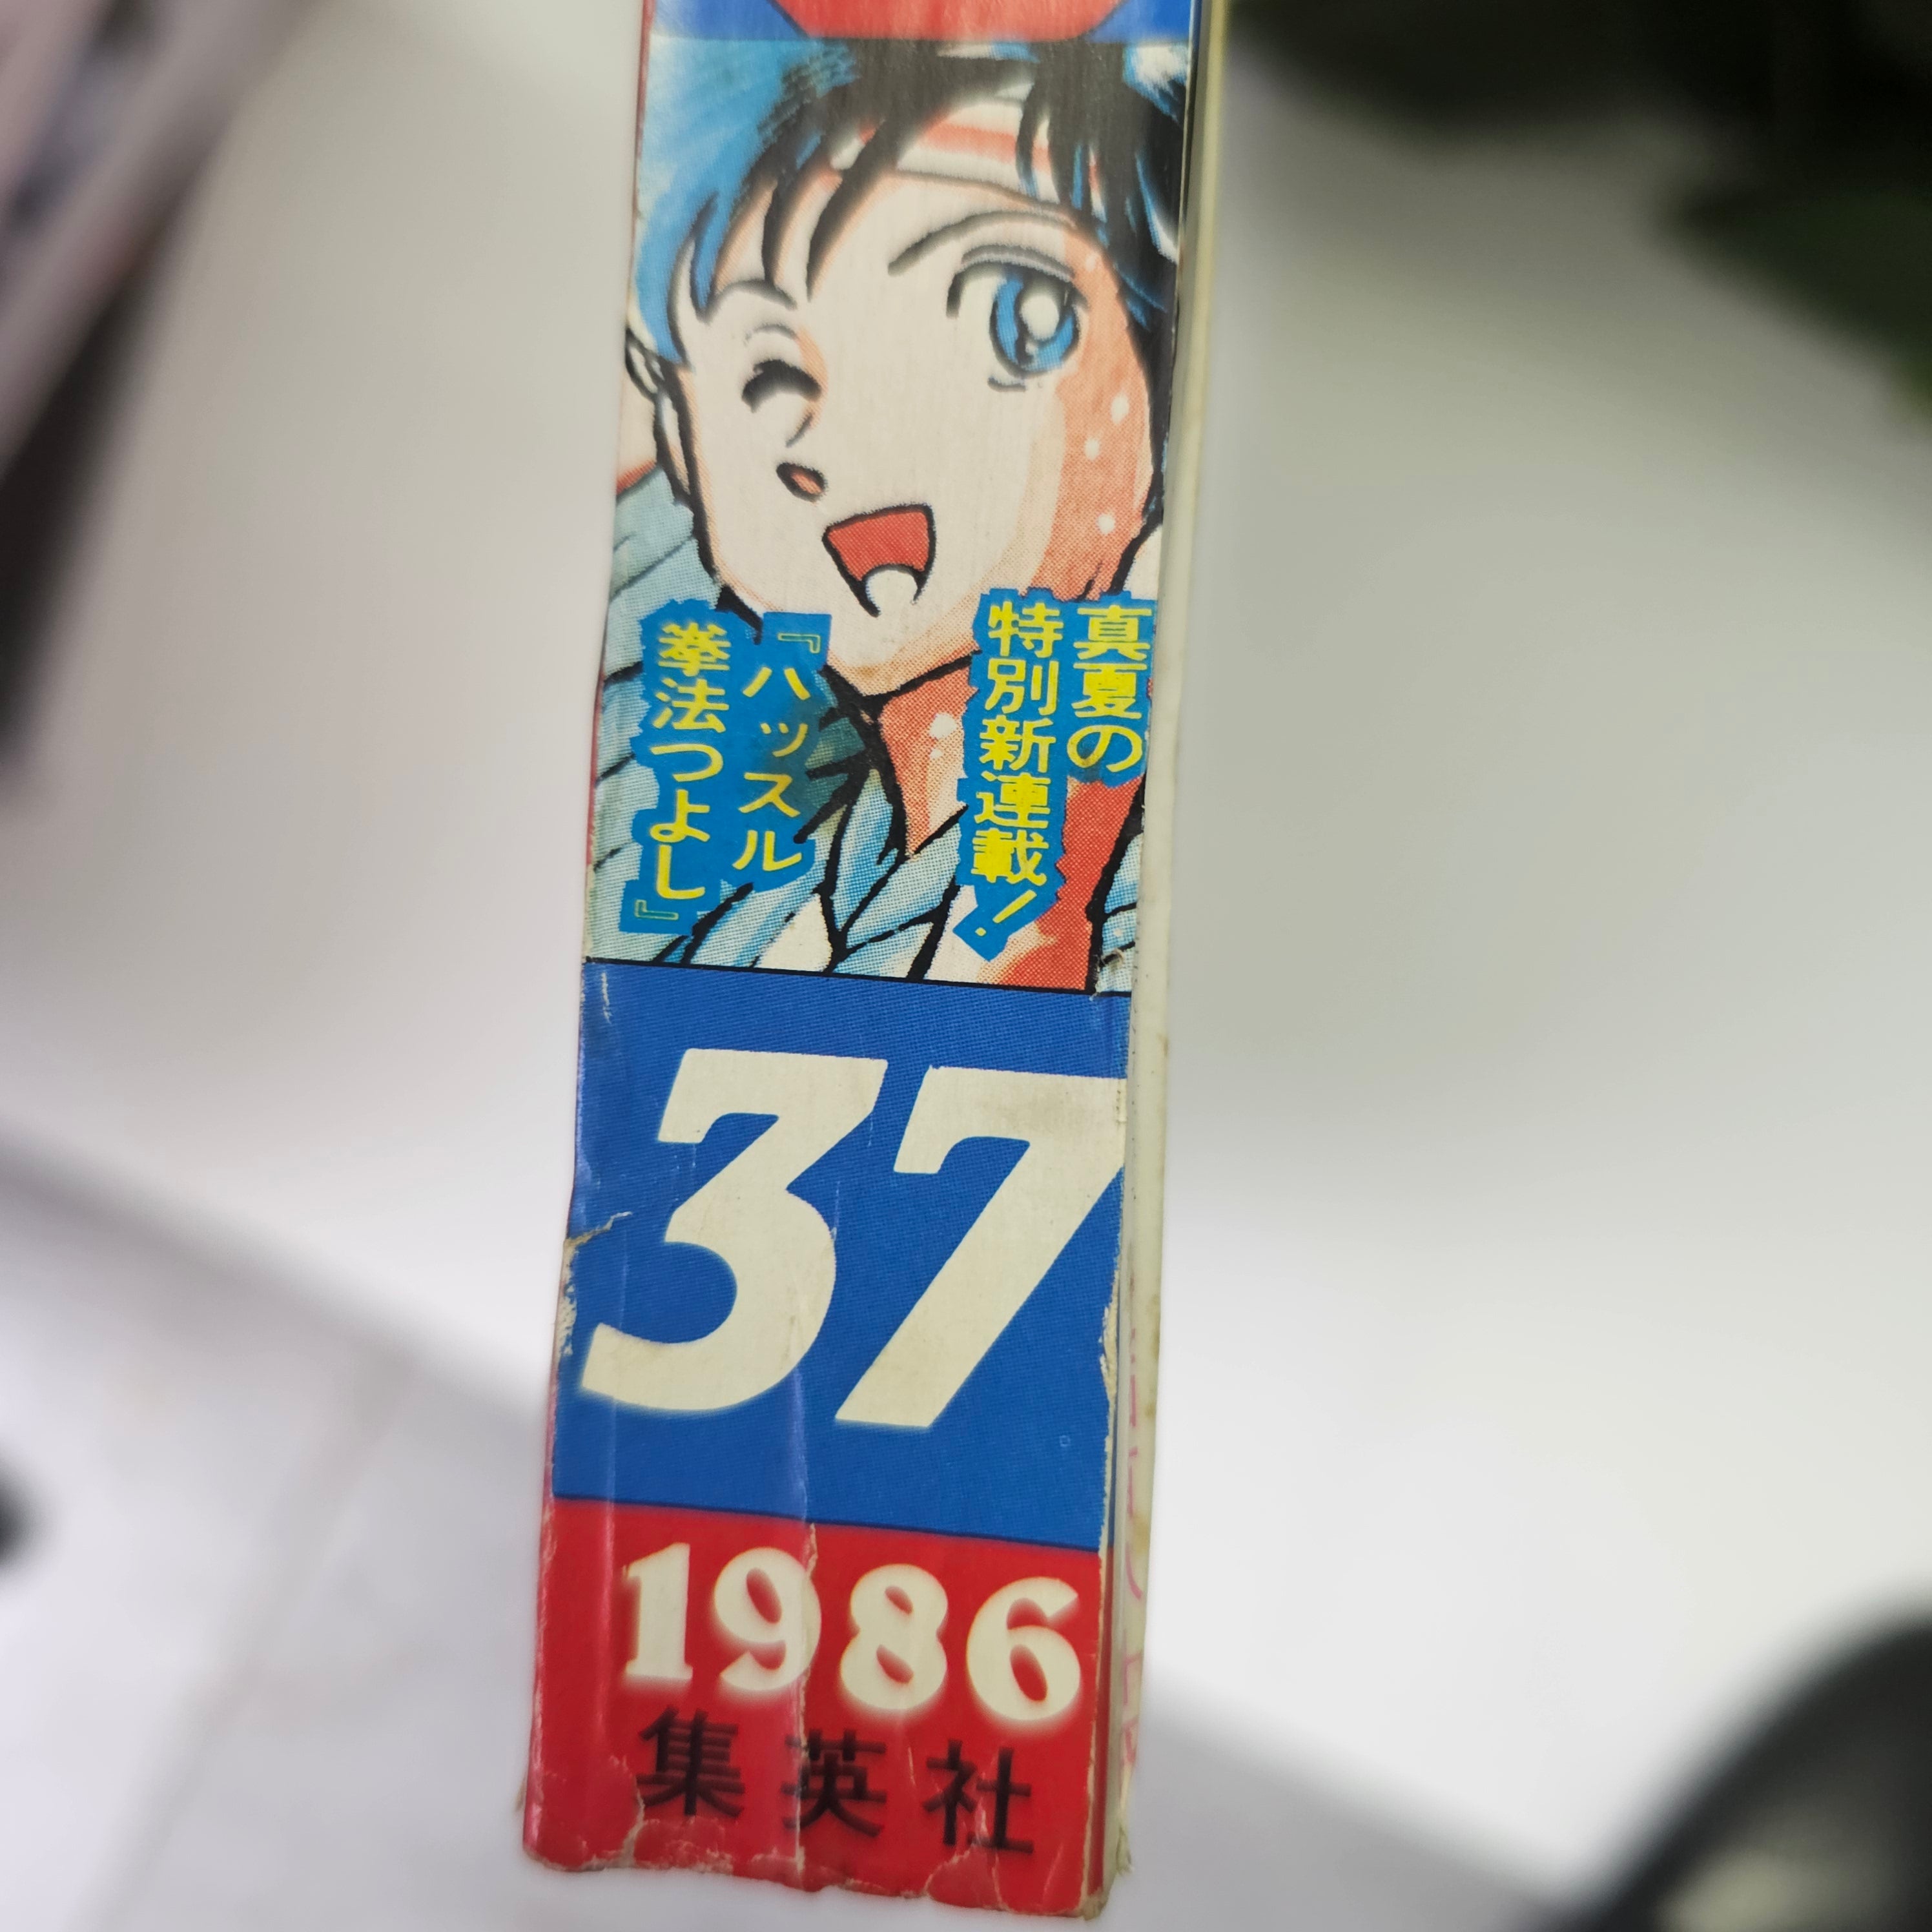 真夏の
特別新連載!
『ハッスル
拳法つよし』
37
1986
集英社